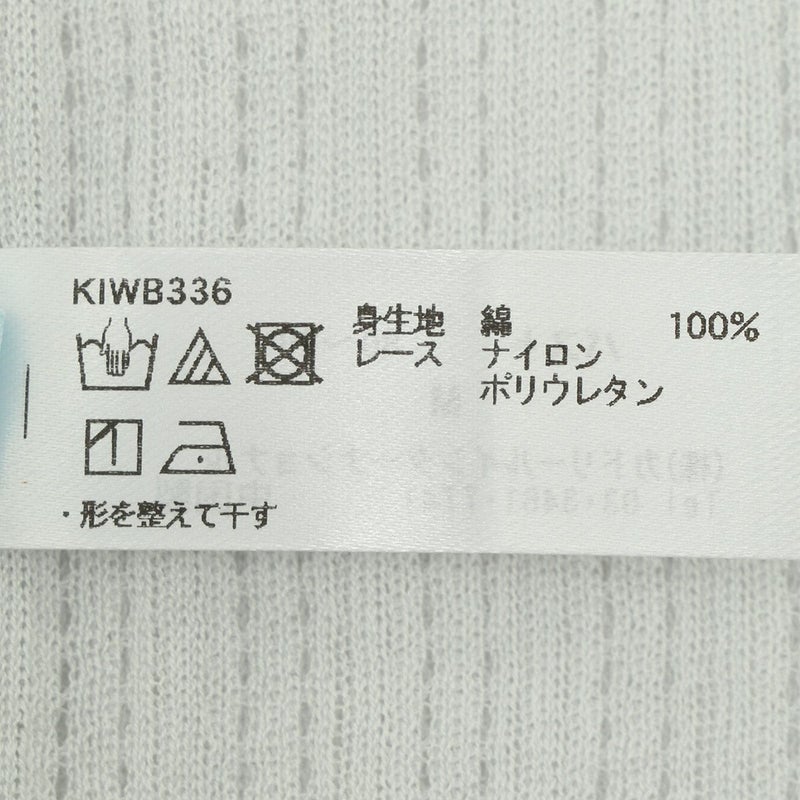 KIWB336
身生地 綿 100%
レース ナイロン
ポリウレタン
・形を整えて干す